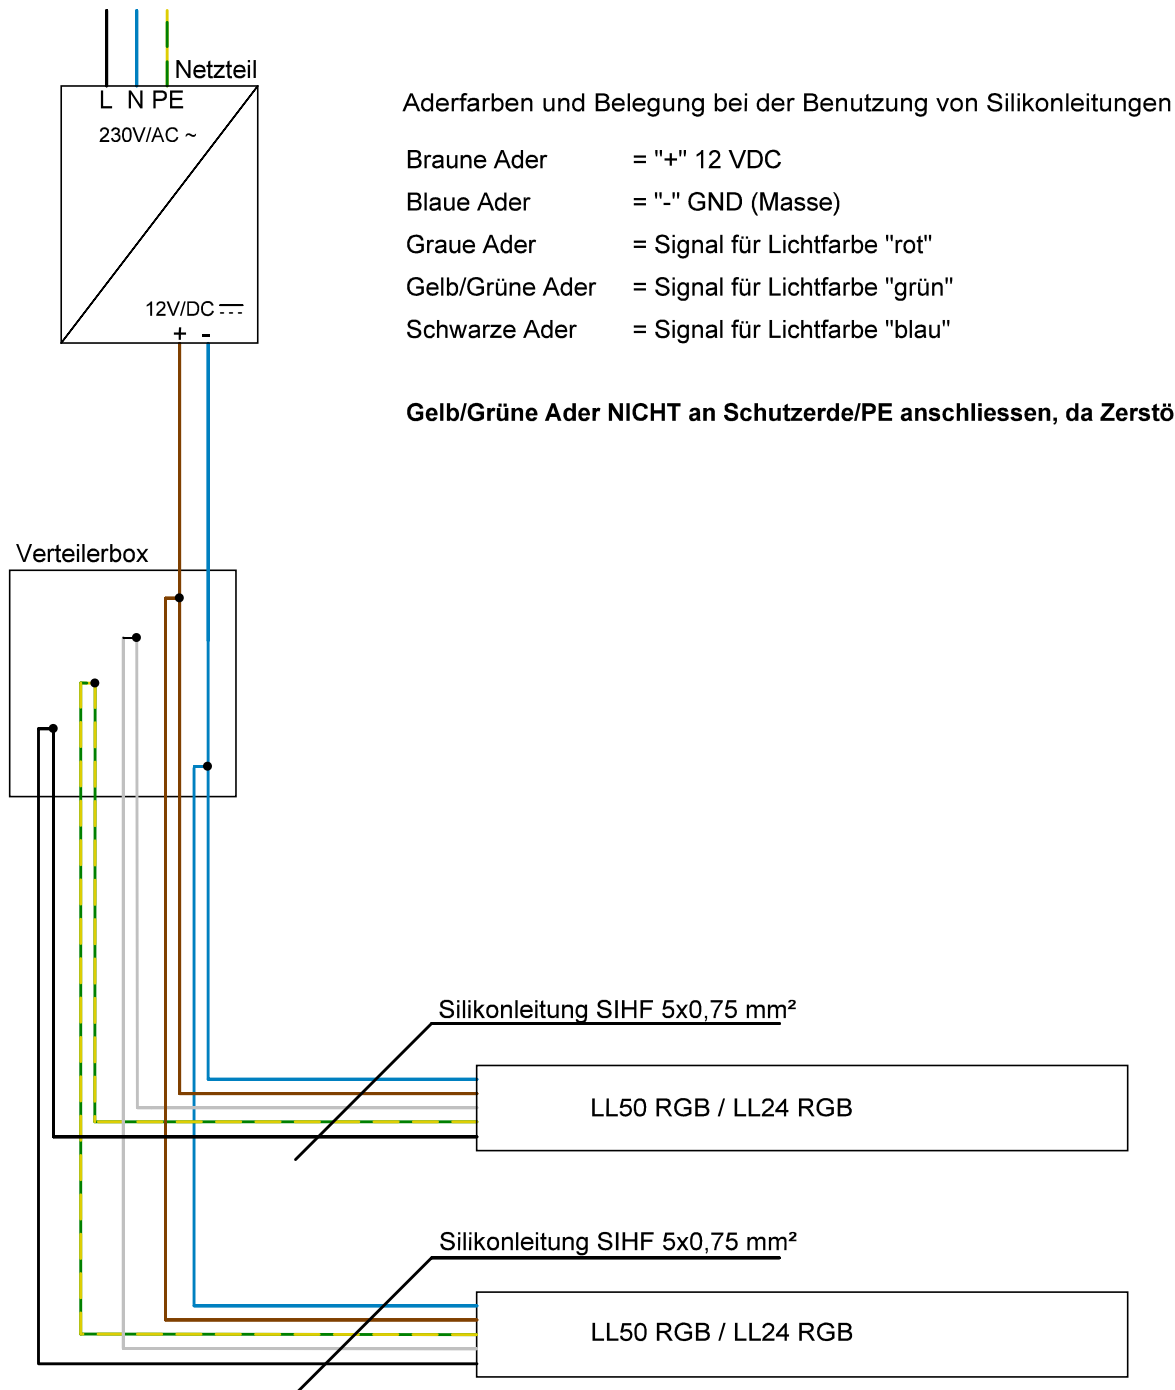 Netzteil
L N PE
230V/AC ~
12V/DC
+ -
Aderfarben und Belegung bei der Benutzung von Silikonleitungen
Braune Ader = "+" 12 VDC
Blaue Ader = "-" GND (Masse)
Graue Ader = Signal für Lichtfarbe "rot"
Gelb/Grüne Ader = Signal für Lichtfarbe "grün"
Schwarze Ader = Signal für Lichtfarbe "blau"
Gelb/Grüne Ader NICHT an Schutzerde/PE anschliessen, da Zerstö
Verteilerbox
Silikonleitung SIHF 5x0,75 mm²
LL50 RGB / LL24 RGB
Silikonleitung SIHF 5x0,75 mm²
LL50 RGB / LL24 RGB